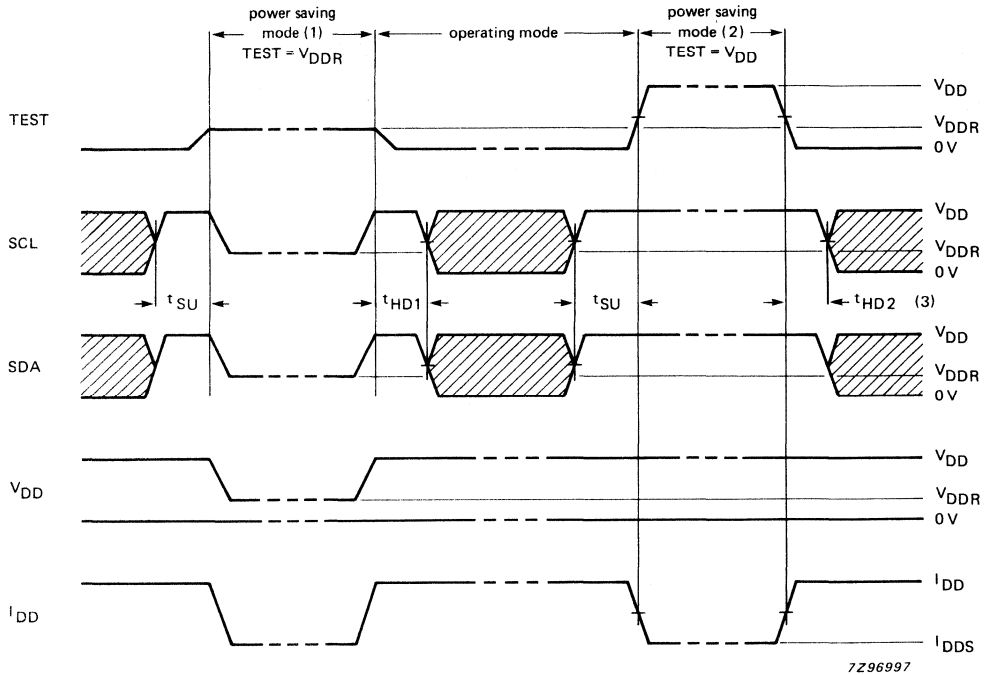 power saving
mode (1)
TEST = VDDR
operating mode
power saving
mode (2)
TEST = VDD
TEST
VDD
VDDR
0 V
SCL
VDD
VDDR
0 V
tSU
tHD1
tSU
tHD2 (3)
SDA
VDD
VDDR
0 V
VDD
VDD
VDDR
0 V
IDD
IDD
IDDS
7Z96997